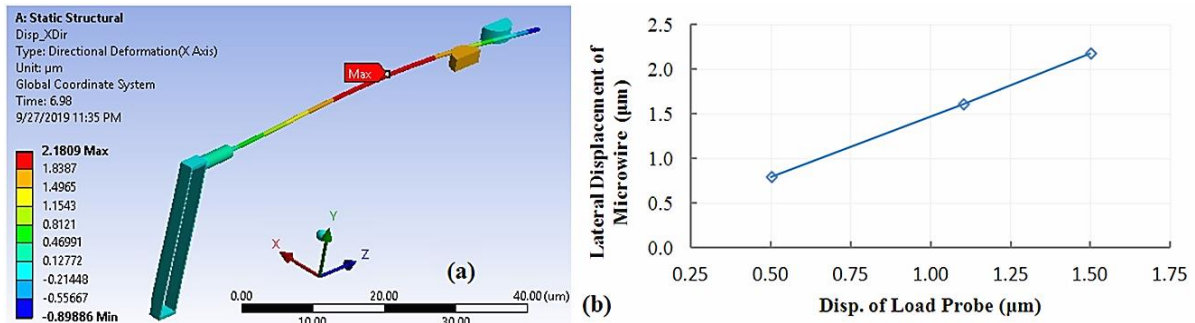 A: Static Structural
Disp_XDir
Type: Directional Deformation(X Axis)
Unit: µm
Global Coordinate System
Time: 6.98
9/27/2019 11:35 PM
2.1809 Max
1.8387
1.4965
1.1543
0.8121
0.46991
0.12772
-0.21448
-0.55667
-0.89886 Min
Max
Y
X
Z
(a)
0.00
20.00
40.00 (um)
10.00
30.00
Lateral Displacement of
Microwire (µm)
2.5
2.0
1.5
1.0
0.5
0.0
0.25
0.50
0.75
1.00
1.25
1.50
1.75
(b)
Disp. of Load Probe (µm)